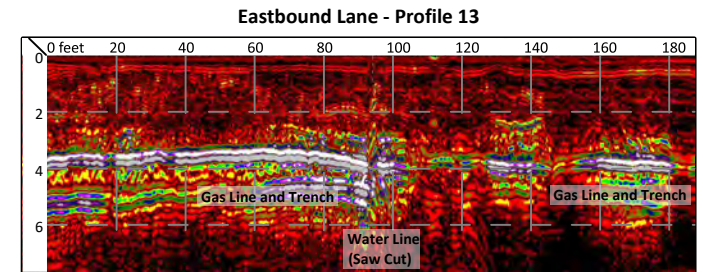 Eastbound Lane - Profile 13
0 feet 20 40 60 80 100 120 140 160 180
0
2
4
6
Gas Line and Trench
Gas Line and Trench
Water Line
(Saw Cut)